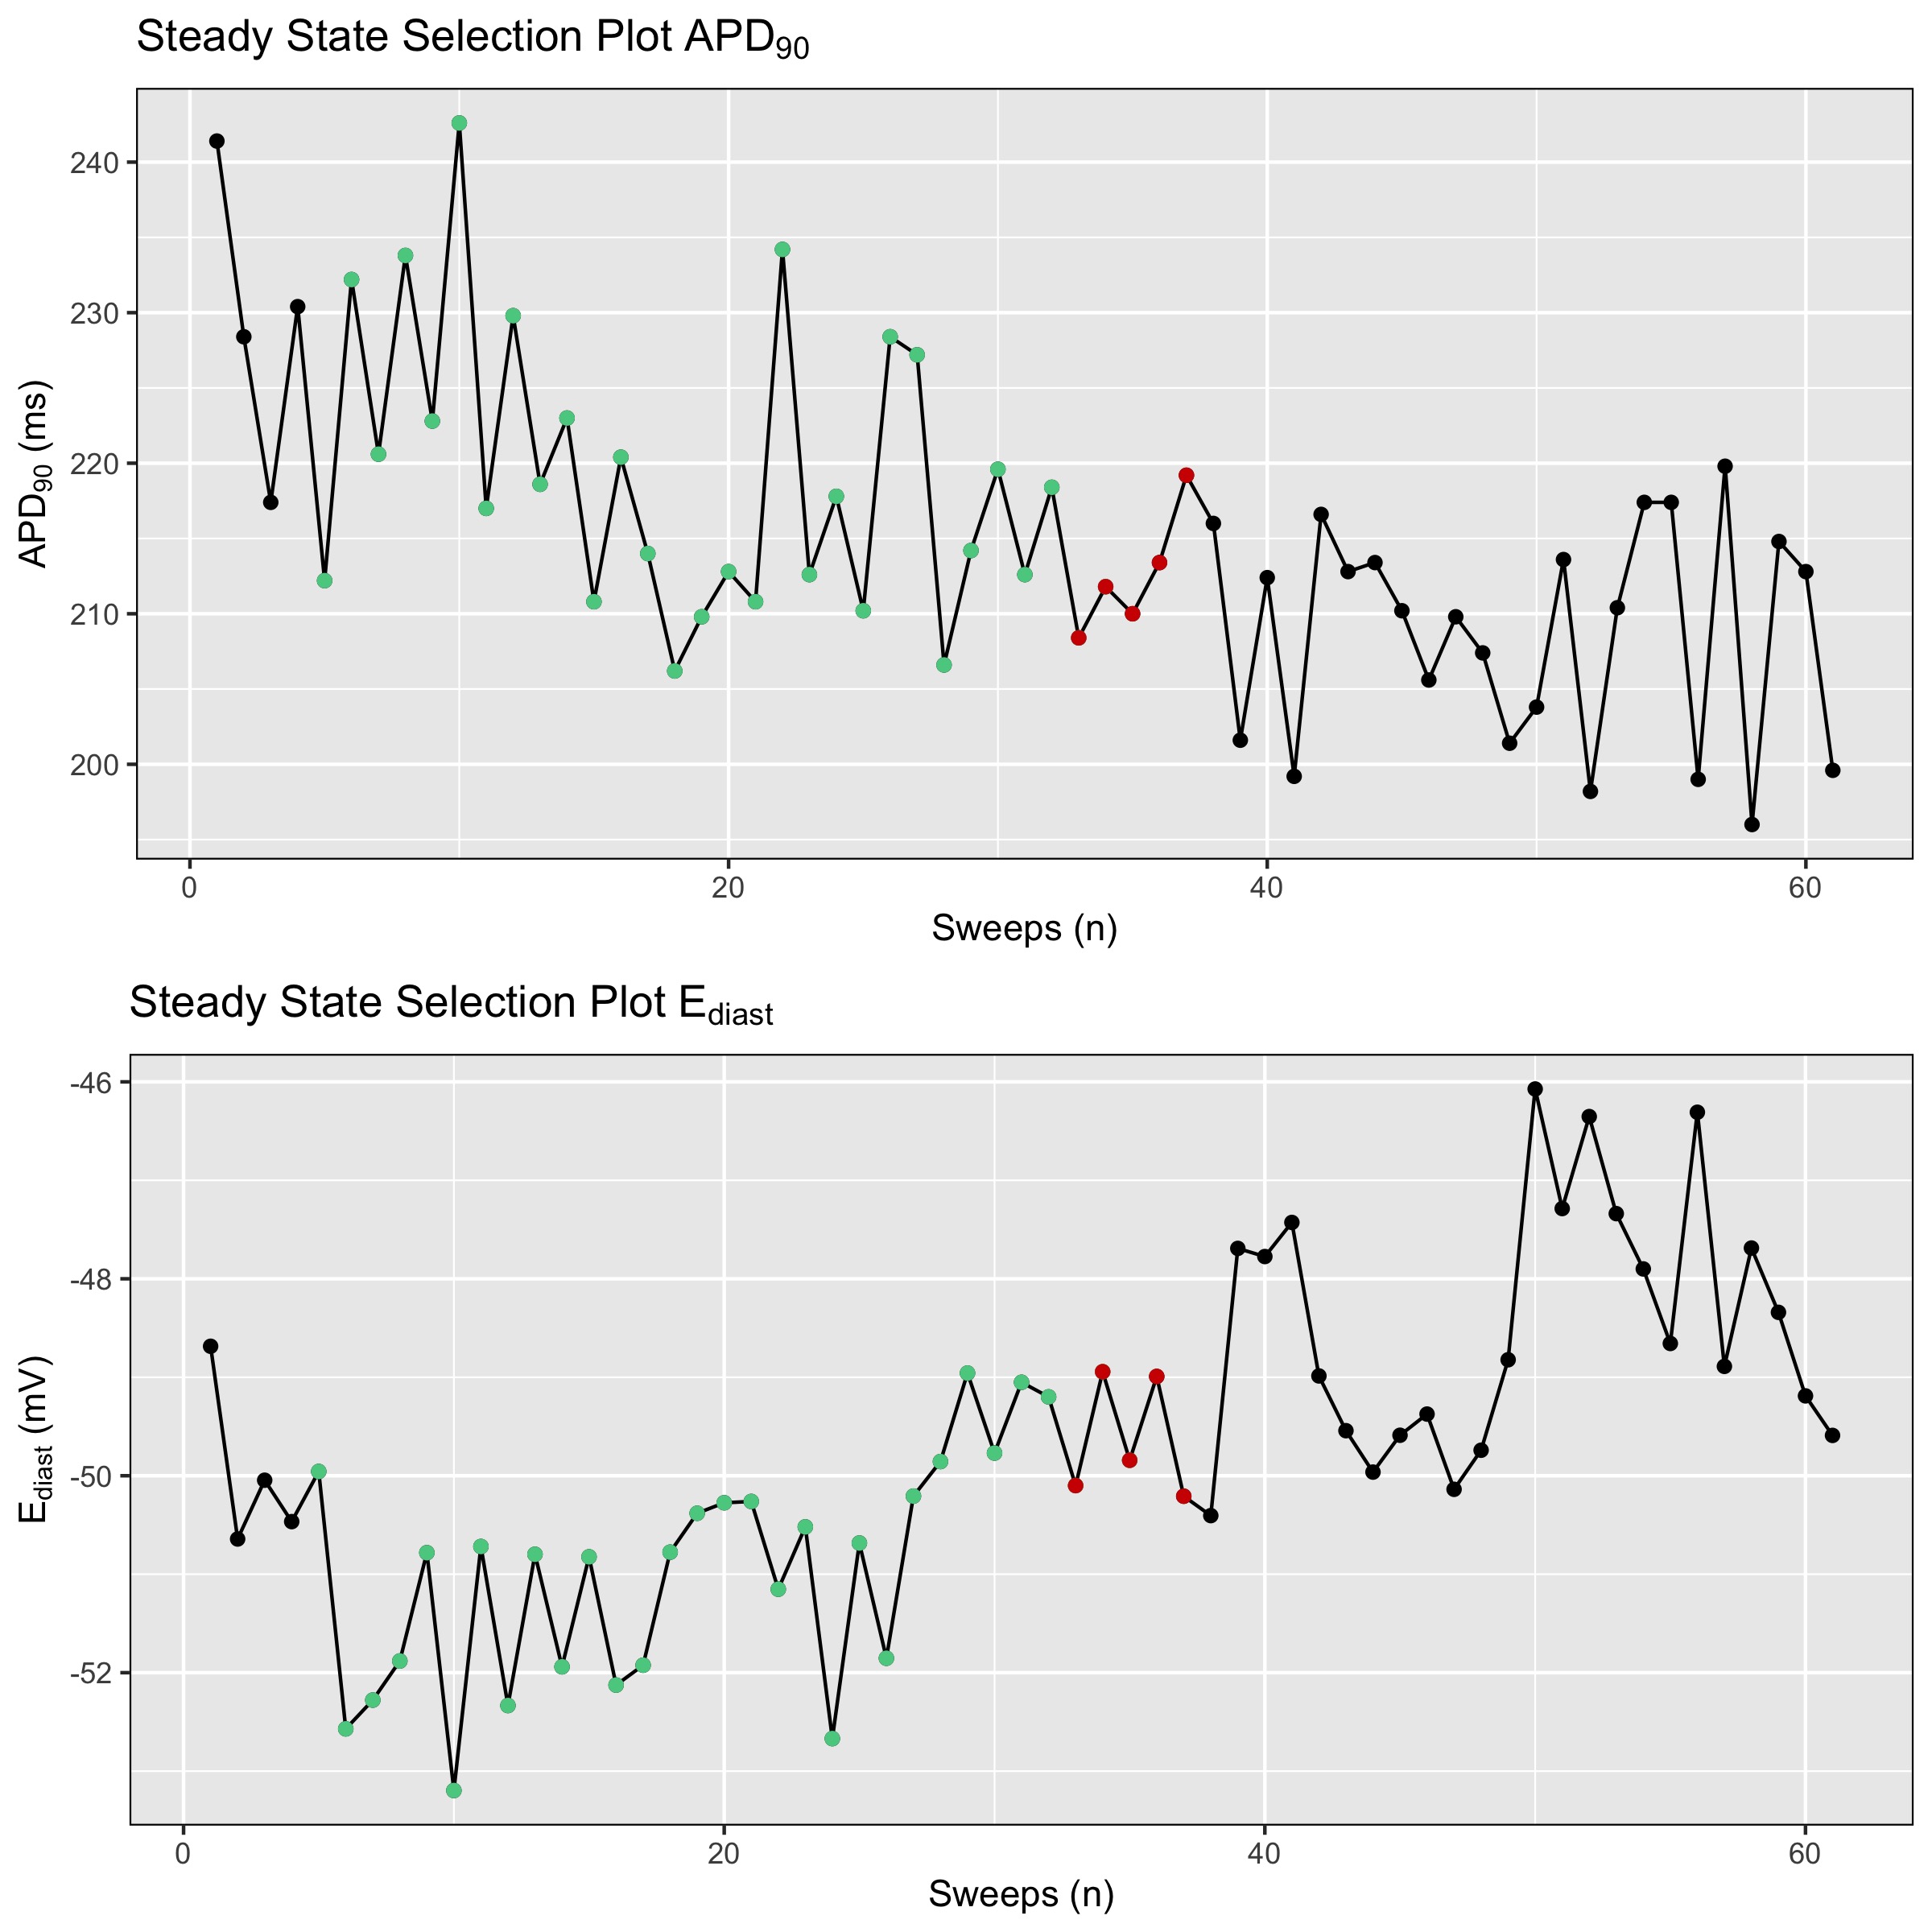 Steady State Selection Plot APD90
240
230
220
210
200
APD90 (ms)
0 20 40 60
Sweeps (n)
Steady State Selection Plot Ediast
-46
-48
-50
-52
Ediast (mV)
0 20 40 60
Sweeps (n)